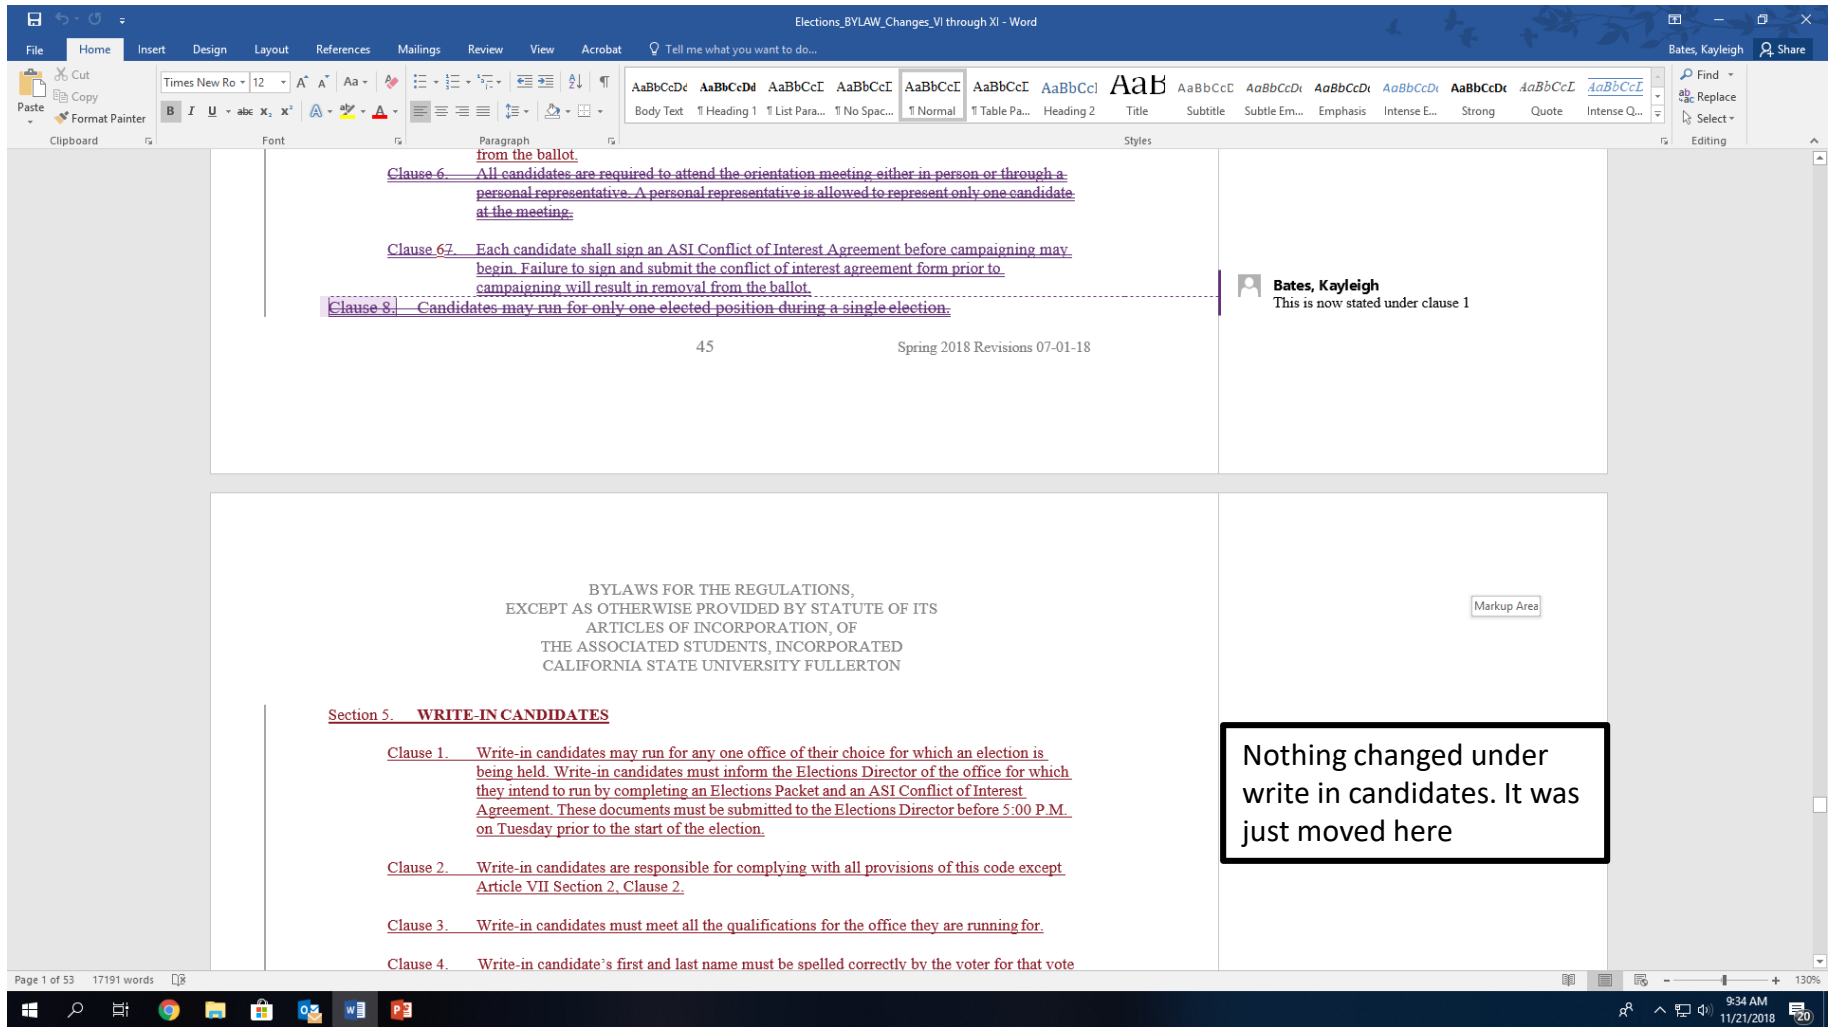 Elections_BYLAW_Changes_VI through XI - Word
File Home Insert Design Layout References Mailings Review View Acrobat Tell me what you want to do... Bates, Kayleigh Share
Paste
Cut
Copy
Format Painter
Clipboard
Times New Ro 12
Font
Paragraph
AaBbCcDd AaBbCcDd AaBbCcD AaBbCcD AaBbCcD AaBbCcD AaBbCcI AaB AaBbCcD AaBbCcDd AaBbCcDd AaBbCcDd AaBbCcDd AaBbCcD AaBbCcD
Body Text ¶ Heading 1 ¶ List Para... ¶ No Spac... ¶ Normal ¶ Table Pa... Heading 2 Title Subtitle Subtle Em... Emphasis Intense E... Strong Quote Intense Q...
Styles
Find
Replace
Select
Editing
from the ballot.
Clause 6. All candidates are required to attend the orientation meeting either in person or through a
personal representative. A personal representative is allowed to represent only one candidate
at the meeting.
Clause 67. Each candidate shall sign an ASI Conflict of Interest Agreement before campaigning may
begin. Failure to sign and submit the conflict of interest agreement form prior to
campaigning will result in removal from the ballot.
Clause 8. Candidates may run for only one elected position during a single election.
Bates, Kayleigh
This is now stated under clause 1
45 Spring 2018 Revisions 07-01-18
BYLAWS FOR THE REGULATIONS,
EXCEPT AS OTHERWISE PROVIDED BY STATUTE OF ITS
ARTICLES OF INCORPORATION, OF
THE ASSOCIATED STUDENTS, INCORPORATED
CALIFORNIA STATE UNIVERSITY FULLERTON
Markup Area
Section 5. WRITE-IN CANDIDATES
Clause 1. Write-in candidates may run for any one office of their choice for which an election is
being held. Write-in candidates must inform the Elections Director of the office for which
they intend to run by completing an Elections Packet and an ASI Conflict of Interest
Agreement. These documents must be submitted to the Elections Director before 5:00 P.M.
on Tuesday prior to the start of the election.
Clause 2. Write-in candidates are responsible for complying with all provisions of this code except
Article VII Section 2, Clause 2.
Clause 3. Write-in candidates must meet all the qualifications for the office they are running for.
Clause 4. Write-in candidate's first and last name must be spelled correctly by the voter for that vote
Nothing changed under
write in candidates. It was
just moved here
Page 1 of 53 17191 words 130%
9:34 AM
11/21/2018
20